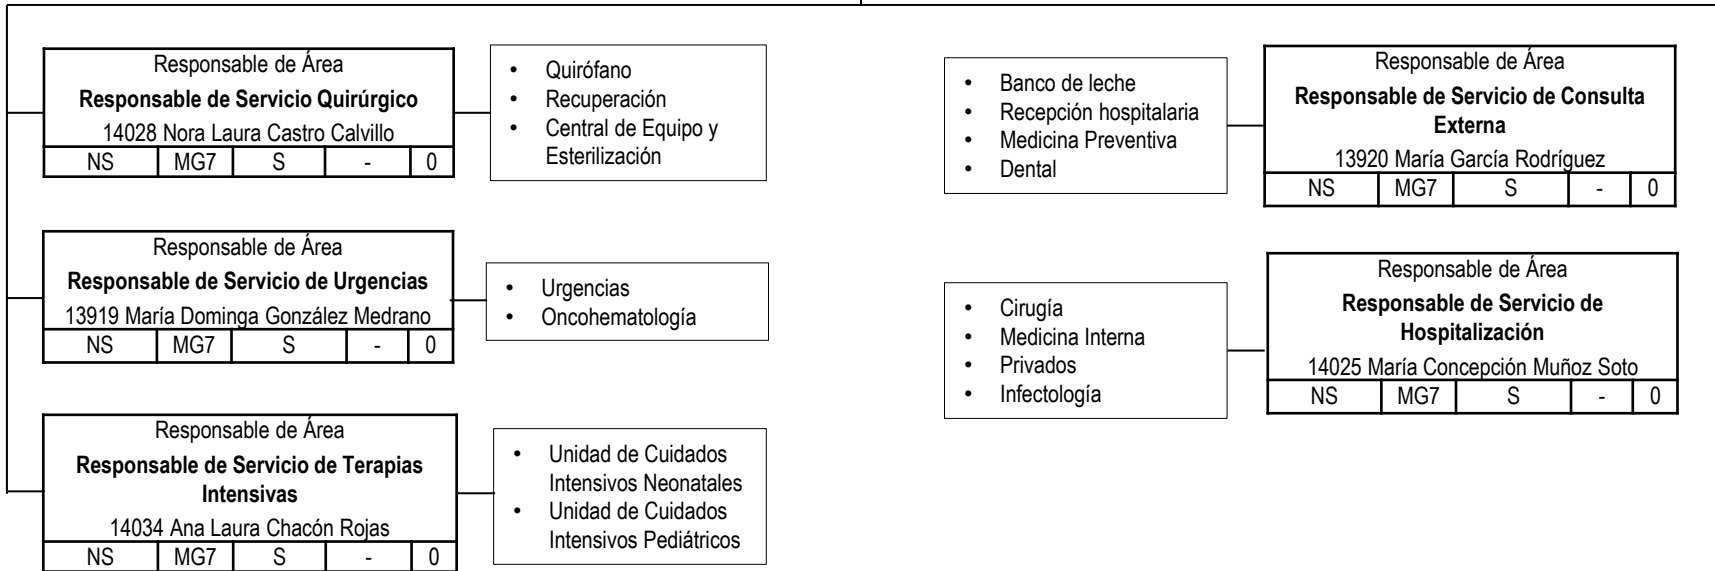 Responsable de Área
Responsable de Servicio Quirúrgico
14028 Nora Laura Castro Calvillo
NS MG7 S - 0
• Quirófano
• Recuperación
• Central de Equipo y
Esterilización
Responsable de Área
Responsable de Servicio de Urgencias
13919 María Dominga González Medrano
NS MG7 S - 0
• Urgencias
• Oncohematología
Responsable de Área
Responsable de Servicio de Terapias
Intensivas
14034 Ana Laura Chacón Rojas
NS MG7 S - 0
• Unidad de Cuidados
Intensivos Neonatales
• Unidad de Cuidados
Intensivos Pediátricos
• Banco de leche
• Recepción hospitalaria
• Medicina Preventiva
• Dental
Responsable de Área
Responsable de Servicio de Consulta
Externa
13920 María García Rodríguez
NS MG7 S - 0
• Cirugía
• Medicina Interna
• Privados
• Infectología
Responsable de Área
Responsable de Servicio de
Hospitalización
14025 María Concepción Muñoz Soto
NS MG7 S - 0